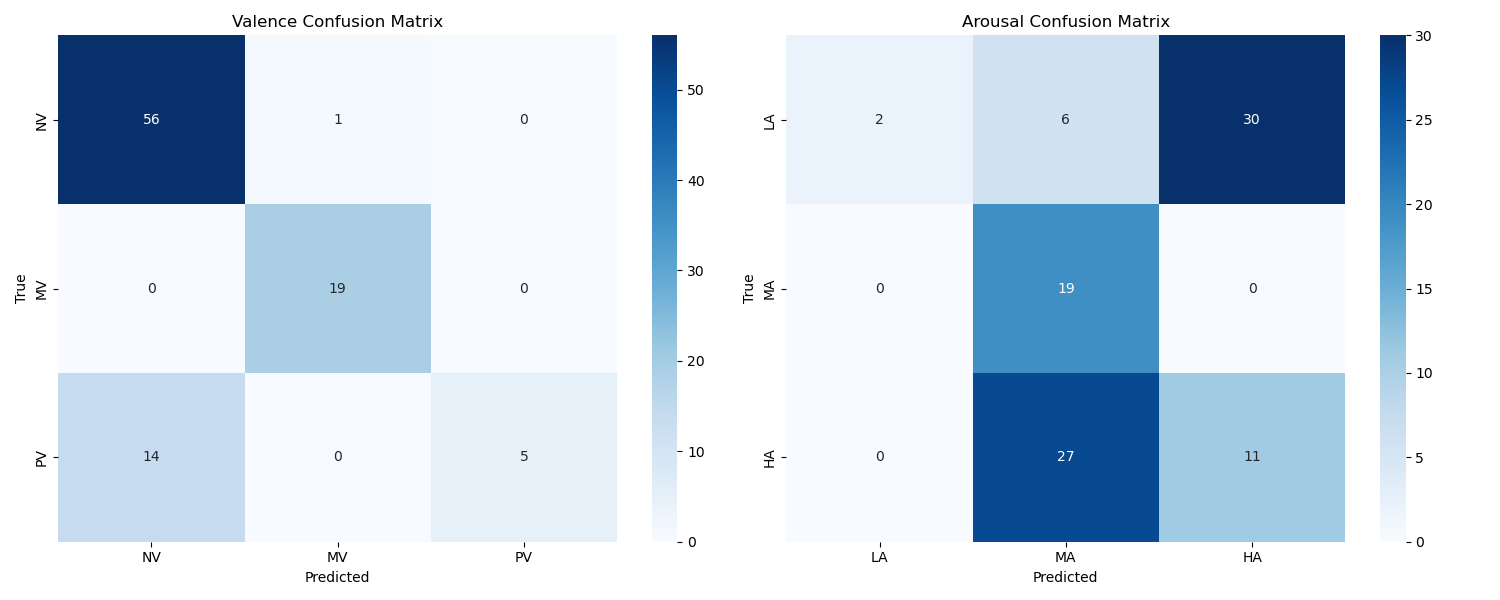 Valence Confusion Matrix
NV
MV
PV
True
56 1 0
0 19 0
14 0 5
NV MV PV
Predicted
50
40
30
20
10
0
Arousal Confusion Matrix
LA
MA
HA
True
2 6 30
0 19 0
0 27 11
LA MA HA
Predicted
30
25
20
15
10
5
0